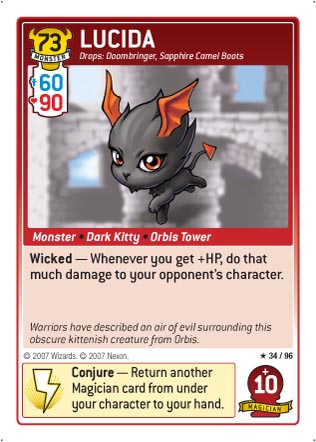 73
MONSTER
LUCIDA
Drops: Doombringer, Sapphire Camel Boots
+60
90
Monster • Dark Kitty • Orbis Tower
Wicked — Whenever you get +HP, do that
much damage to your opponent's character.
Warriors have described an air of evil surrounding this
obscure kittenish creature from Orbis.
© 2007 Wizards. © 2007 Nexon.
★ 34 / 96
Conjure — Return another
Magician card from under
your character to your hand.
+
10
MAGICIAN